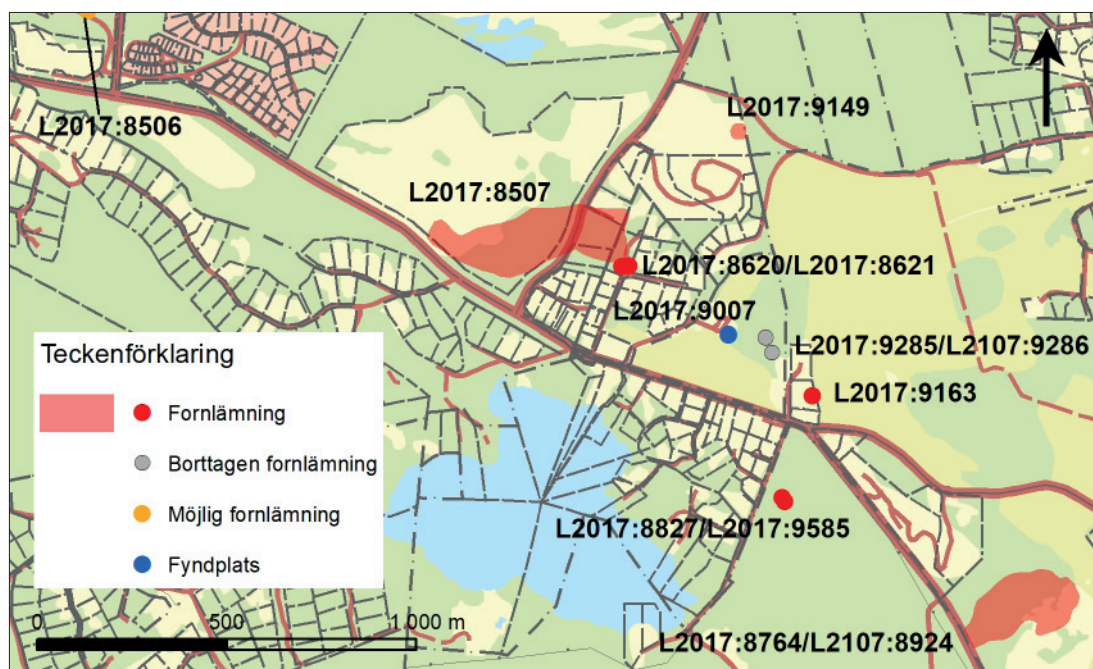 L2017:8506
L2017:9149
L2017:8507
L2017:8620/L2017:8621
L2017:9007
L2017:9285/L2107:9286
L2017:9163
L2017:8827/L2017:9585
L2017:8764/L2107:8924
Teckenförklaring
Fornlämning
Borttagen fornlämning
Möjlig fornlämning
Fyndplats
0 500 1 000 m